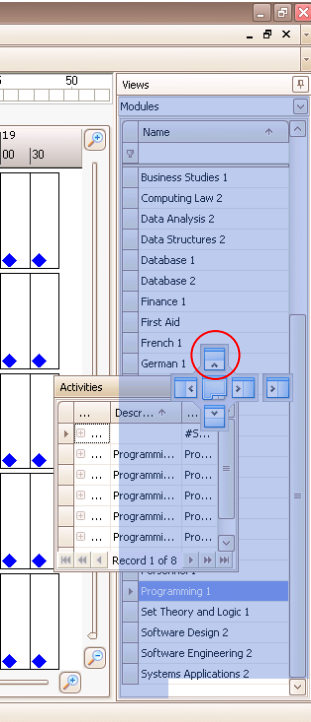 50
Views
Modules
19
Name
00 30
Business Studies 1
Computing Law 2
Data Analysis 2
Data Structures 2
Database 1
Database 2
Finance 1
First Aid
French 1
German 1
Activities
... Descr... ...
... #S...
... Programmi... Pro...
... Programmi... Pro...
... Programmi... Pro...
... Programmi... Pro...
... Programmi... Pro...
Record 1 of 8
Programming 1
Set Theory and Logic 1
Software Design 2
Software Engineering 2
Systems Applications 2